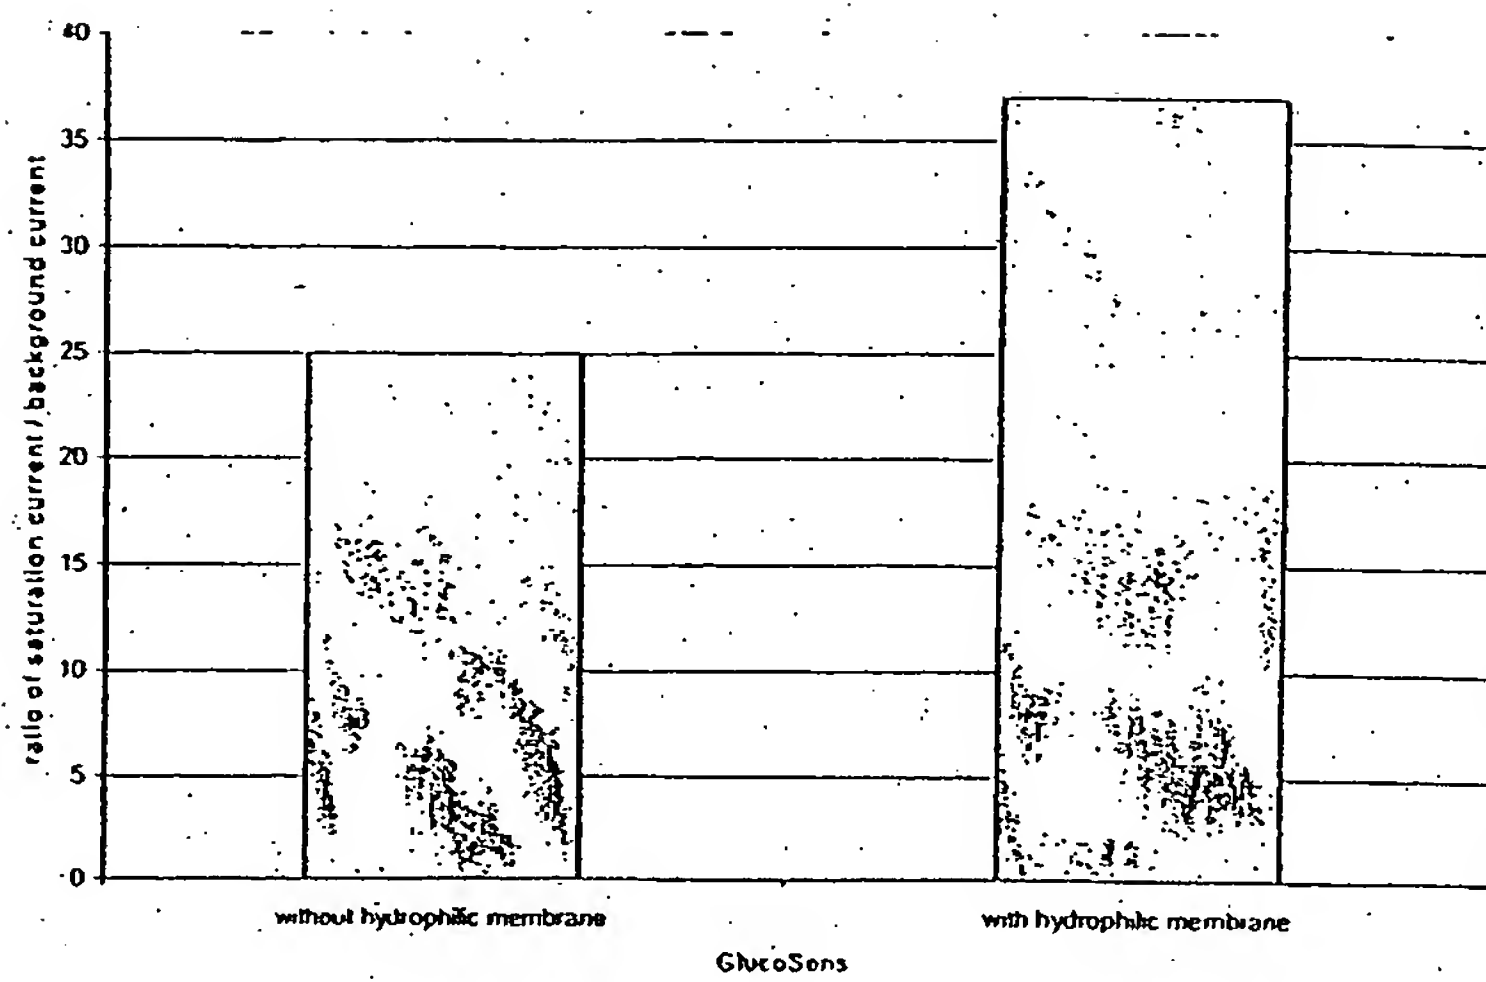 40
35
30
25
20
15
10
5
0
ratio of saturation current / background current
without hydrophilic membrane
with hydrophilic membrane
GlucoSens